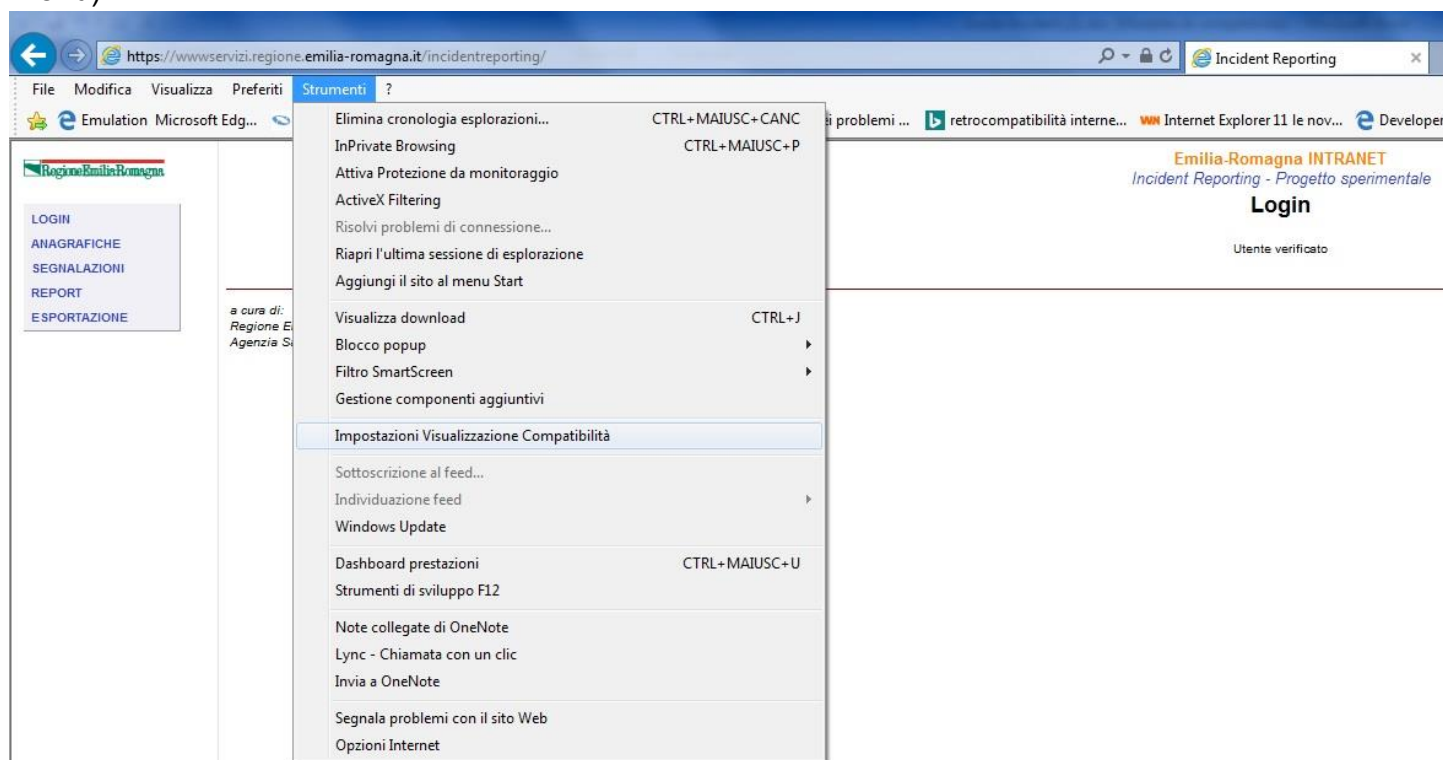 https://wwwservizi.regione.emilia-romagna.it/incidentreporting/
Incident Reporting
File Modifica Visualizza Preferiti Strumenti ?
Emulation Microsoft Edg... i problemi ... retrocompatibilità interne... Internet Explorer 11 le nov... Developer
RegioneEmiliaRomagna
LOGIN
ANAGRAFICHE
SEGNALAZIONI
REPORT
ESPORTAZIONE
a cura di:
Regione E
Agenzia S
Elimina cronologia esplorazioni... CTRL+MAIUSC+CANC
InPrivate Browsing CTRL+MAIUSC+P
Attiva Protezione da monitoraggio
ActiveX Filtering
Risolvi problemi di connessione...
Riapri l'ultima sessione di esplorazione
Aggiungi il sito al menu Start
Visualizza download CTRL+J
Blocco popup
Filtro SmartScreen
Gestione componenti aggiuntivi
Impostazioni Visualizzazione Compatibilità
Sottoscrizione al feed...
Individuazione feed
Windows Update
Dashboard prestazioni CTRL+MAIUSC+U
Strumenti di sviluppo F12
Note collegate di OneNote
Lync - Chiamata con un clic
Invia a OneNote
Segnala problemi con il sito Web
Opzioni Internet
Emilia-Romagna INTRANET
Incident Reporting - Progetto sperimentale
Login
Utente verificato